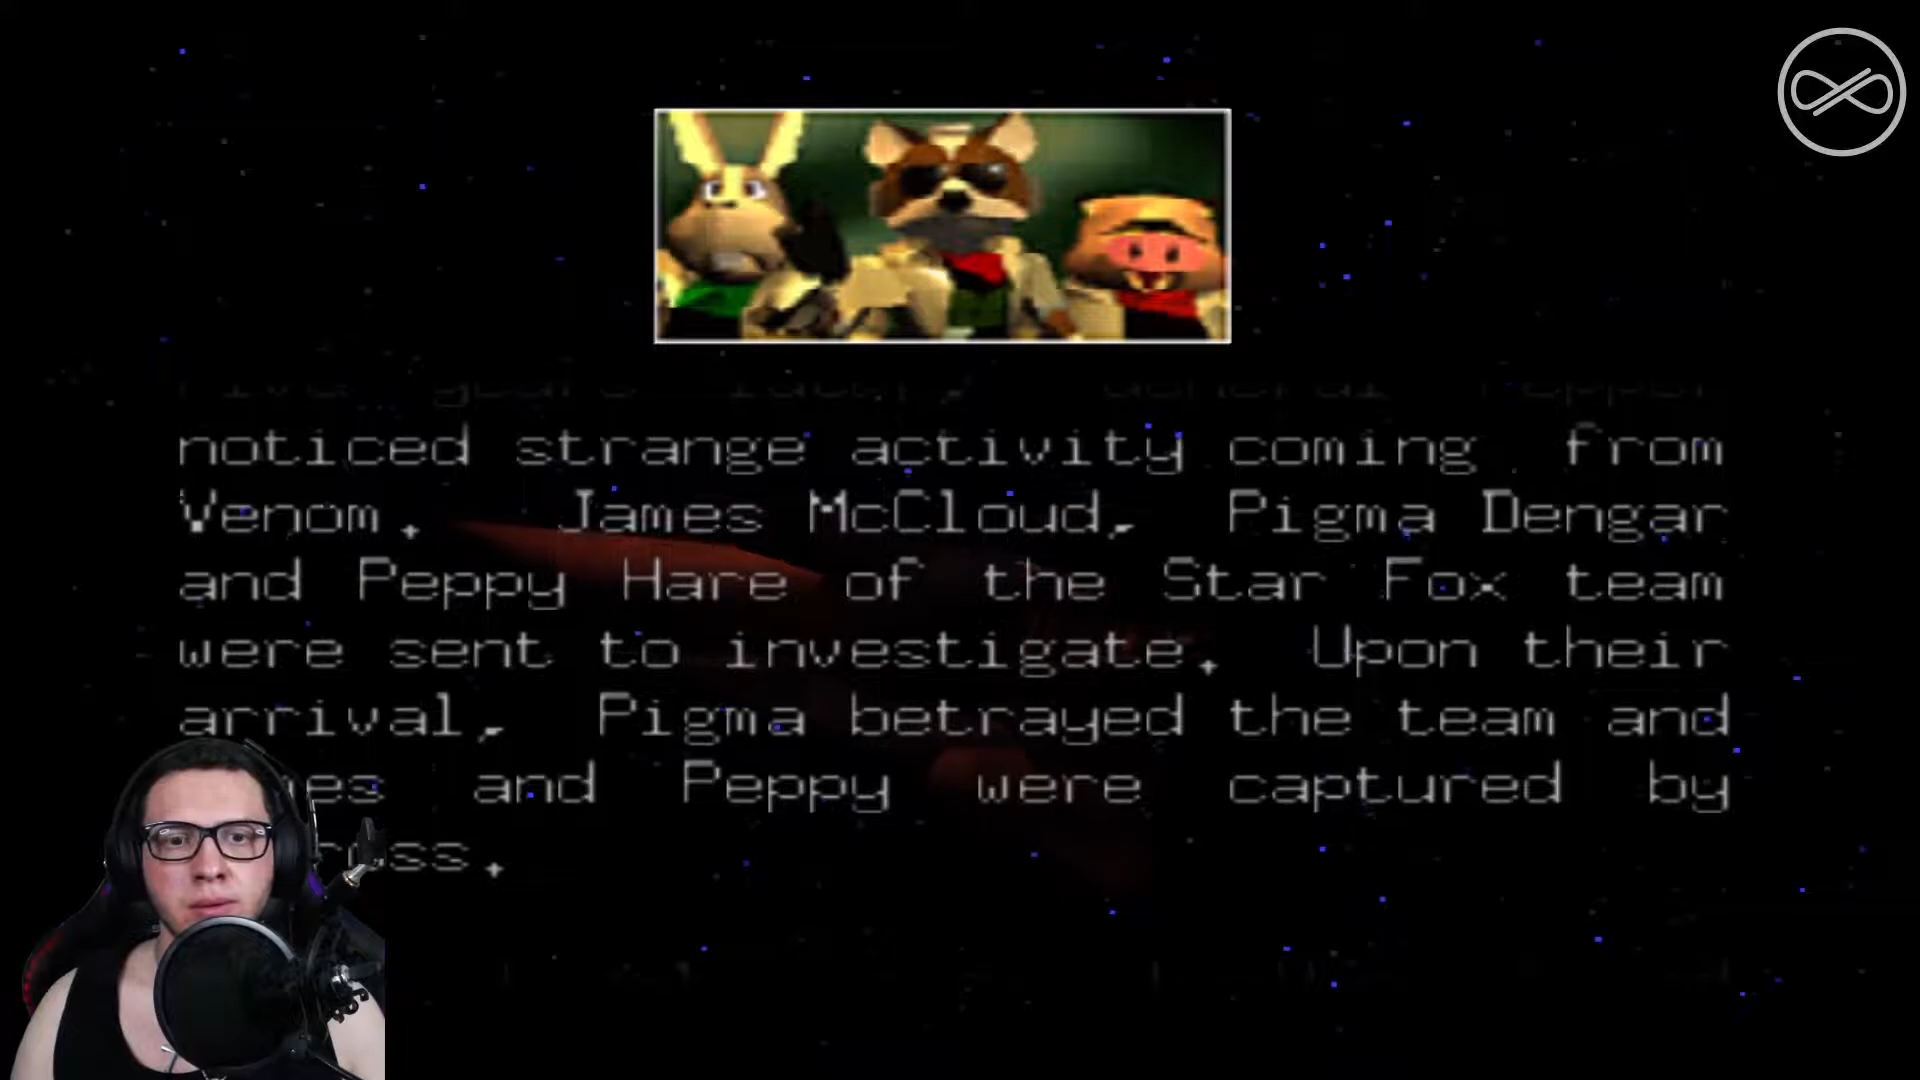 noticed strange activity coming from
Venom. James McCloud, Pigma Dengar
and Peppy Hare of the Star Fox team
were sent to investigate. Upon their
arrival, Pigma betrayed the team and
and Peppy were captured by